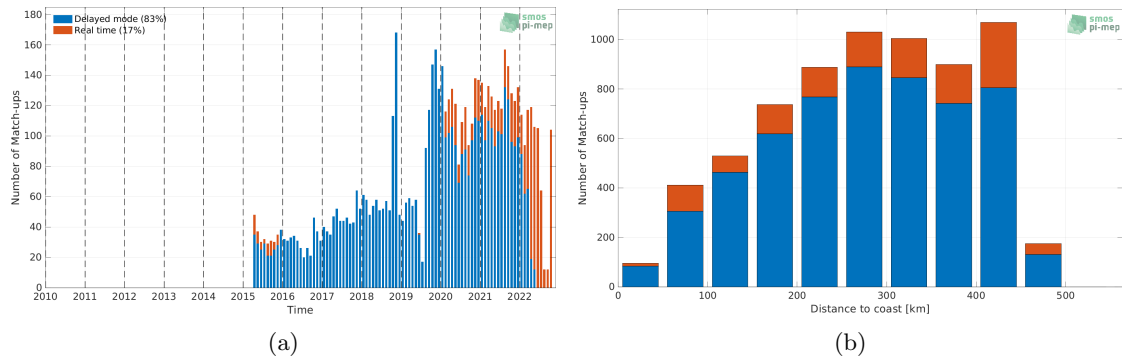 Delayed mode (83%)
Real time (17%)
smos
pi-mep
Number of Match-ups
180
160
140
120
100
80
60
40
20
0
2010 2011 2012 2013 2014 2015 2016 2017 2018 2019 2020 2021 2022
Time
(a)
smos
pi-mep
Number of Match-ups
1000
800
600
400
200
0
0 100 200 300 400 500
Distance to coast [km]
(b)